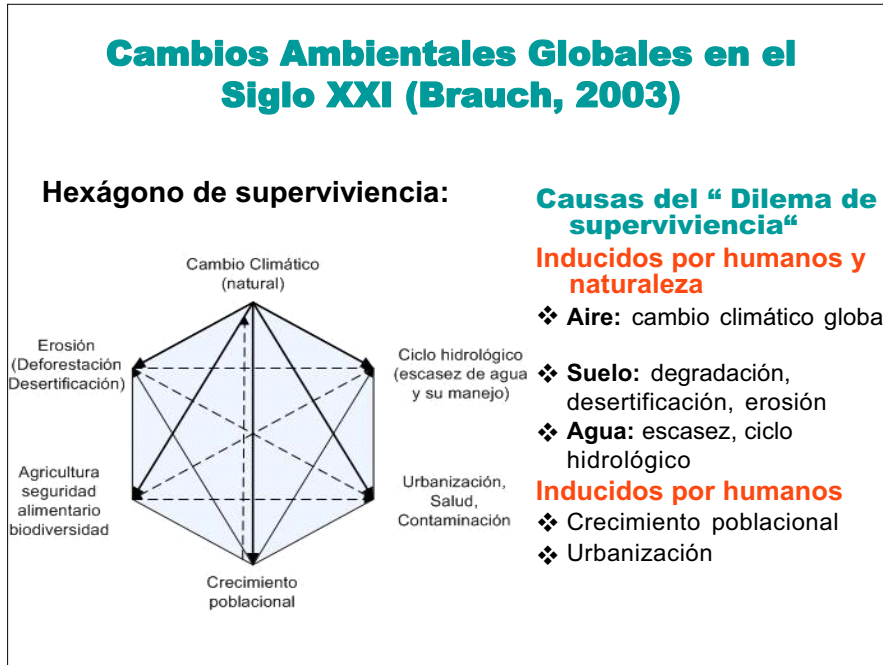 Cambios Ambientales Globales en el
Siglo XXI (Brauch, 2003)
Hexágono de superviviencia:
Cambio Climático
(natural)
Erosión
(Deforestación
Desertificación)
Ciclo hidrológico
(escasez de agua
y su manejo)
Agricultura
seguridad
alimentario
biodiversidad
Urbanización,
Salud,
Contaminación
Crecimiento
poblacional
Causas del “ Dilema de
superviviencia“
Inducidos por humanos y
naturaleza
❖ Aire: cambio climático globa
❖ Suelo: degradación,
desertificación, erosión
❖ Agua: escasez, ciclo
hidrológico
Inducidos por humanos
❖ Crecimiento poblacional
❖ Urbanización